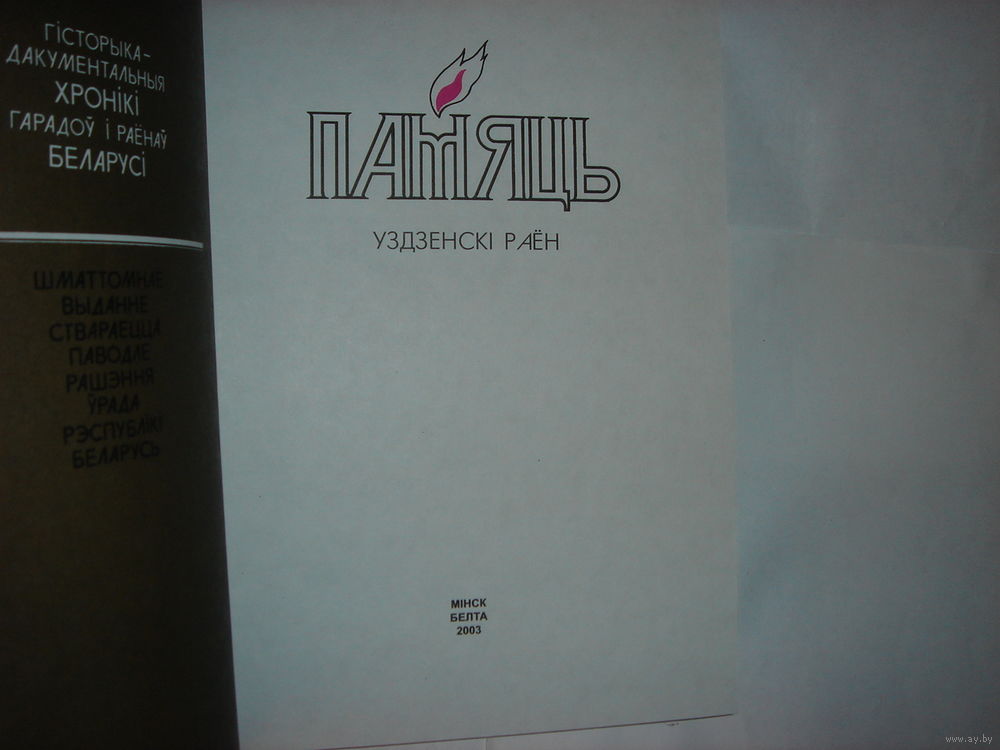 ГІСТОРЫКА-
ДАКУМЕНТАЛЬНЫЯ
ХРОНІКІ
ГАРАДОЎ І РАЁНАЎ
БЕЛАРУСІ
ШМАТТОМНАЕ
ВЫДАННЕ
СТВАРАЕЦЦА
ПАВОДЛЕ
РАШЭННЯ
ЎРАДА
РЭСПУБЛІКІ
БЕЛАРУСЬ
ПАМЯЦЬ
УЗДЗЕНСКІ РАЁН
МІНСК
БЕЛТА
2003
www.ay.by